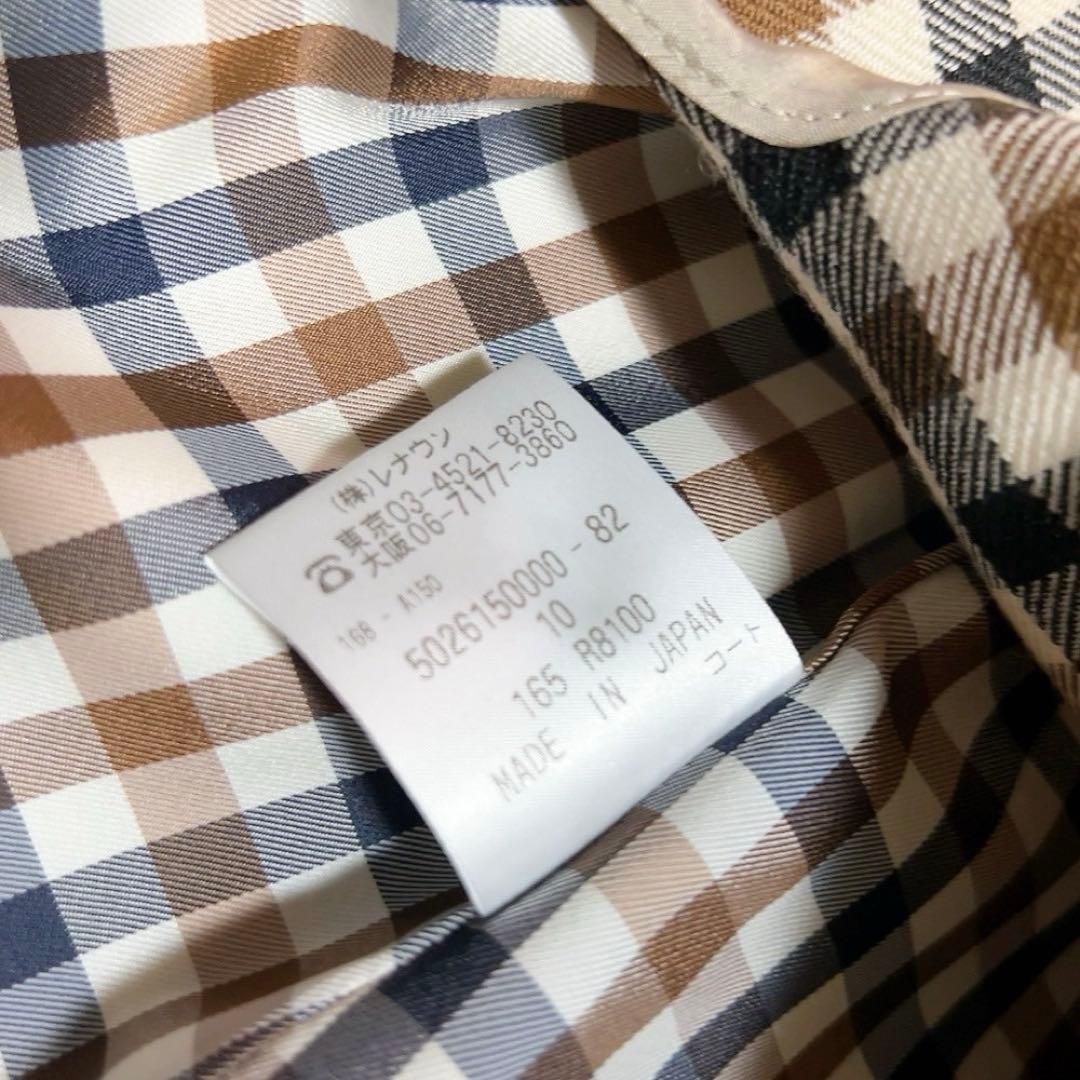 (株)レナウン
☎ 東京03-4521-8230
大阪06-7177-3860
168 - A150
5026150000 - 82
10
165 R8100
MADE IN JAPAN
コート